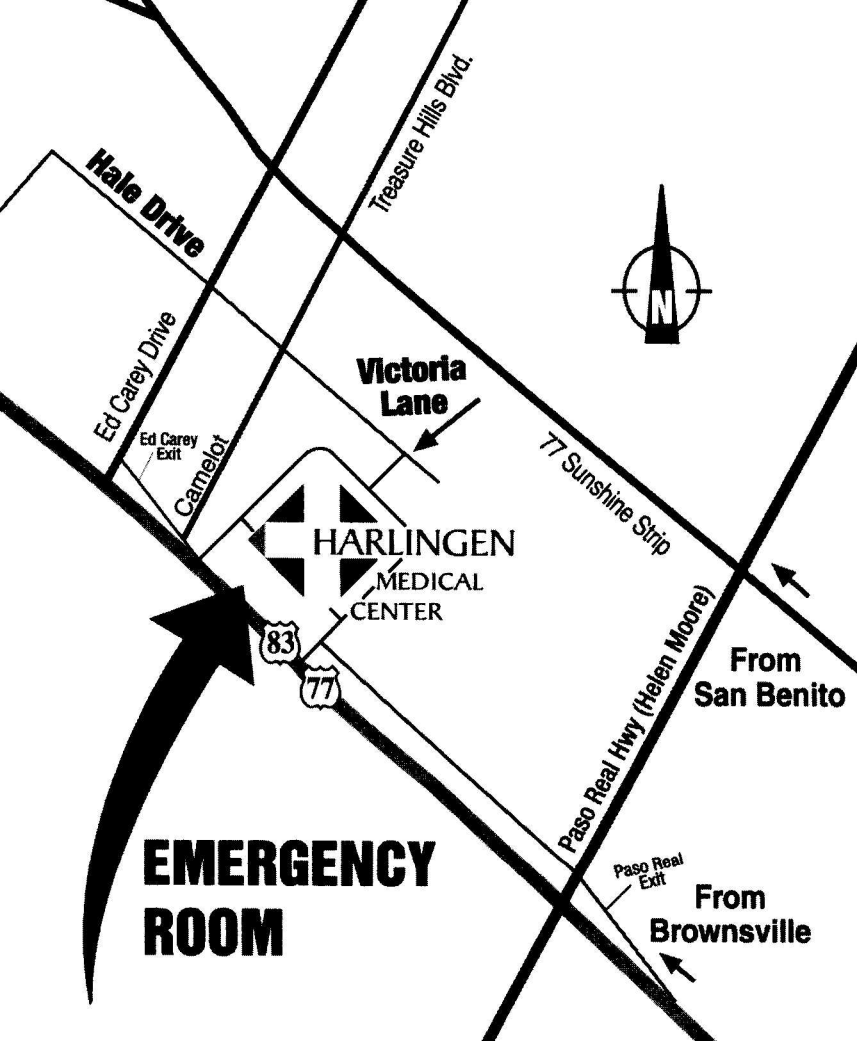 Treasure Hills Blvd.
Hale Drive
N
Ed Carey Drive
Victoria
Lane
Ed Carey
Exit
Camelot
77 Sunshine Strip
HARLINGEN
MEDICAL
CENTER
83
77
From
San Benito
Paso Real Hwy (Helen Moore)
EMERGENCY
ROOM
Paso Real
Exit
From
Brownsville